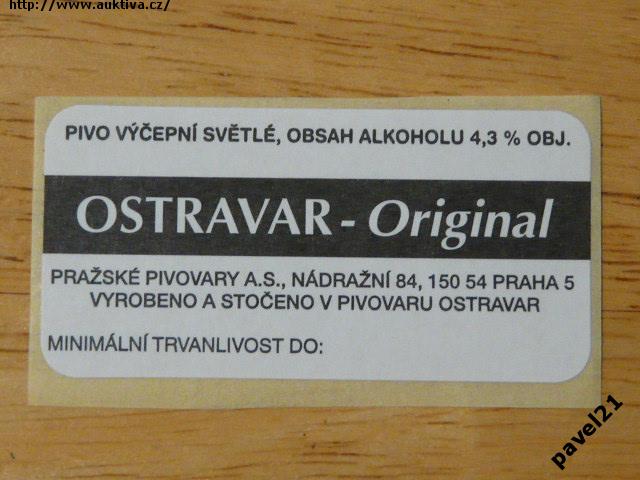 http://www.auktiva.cz/
PIVO VÝČEPNÍ SVĚTLÉ, OBSAH ALKOHOLU 4,3 % OBJ.
OSTRAVAR - Original
PRAŽSKÉ PIVOVARY A.S., NÁDRAŽNÍ 84, 150 54 PRAHA 5
VYROBENO A STOČENO V PIVOVARU OSTRAVAR
MINIMÁLNÍ TRVANLIVOST DO:
pavel21